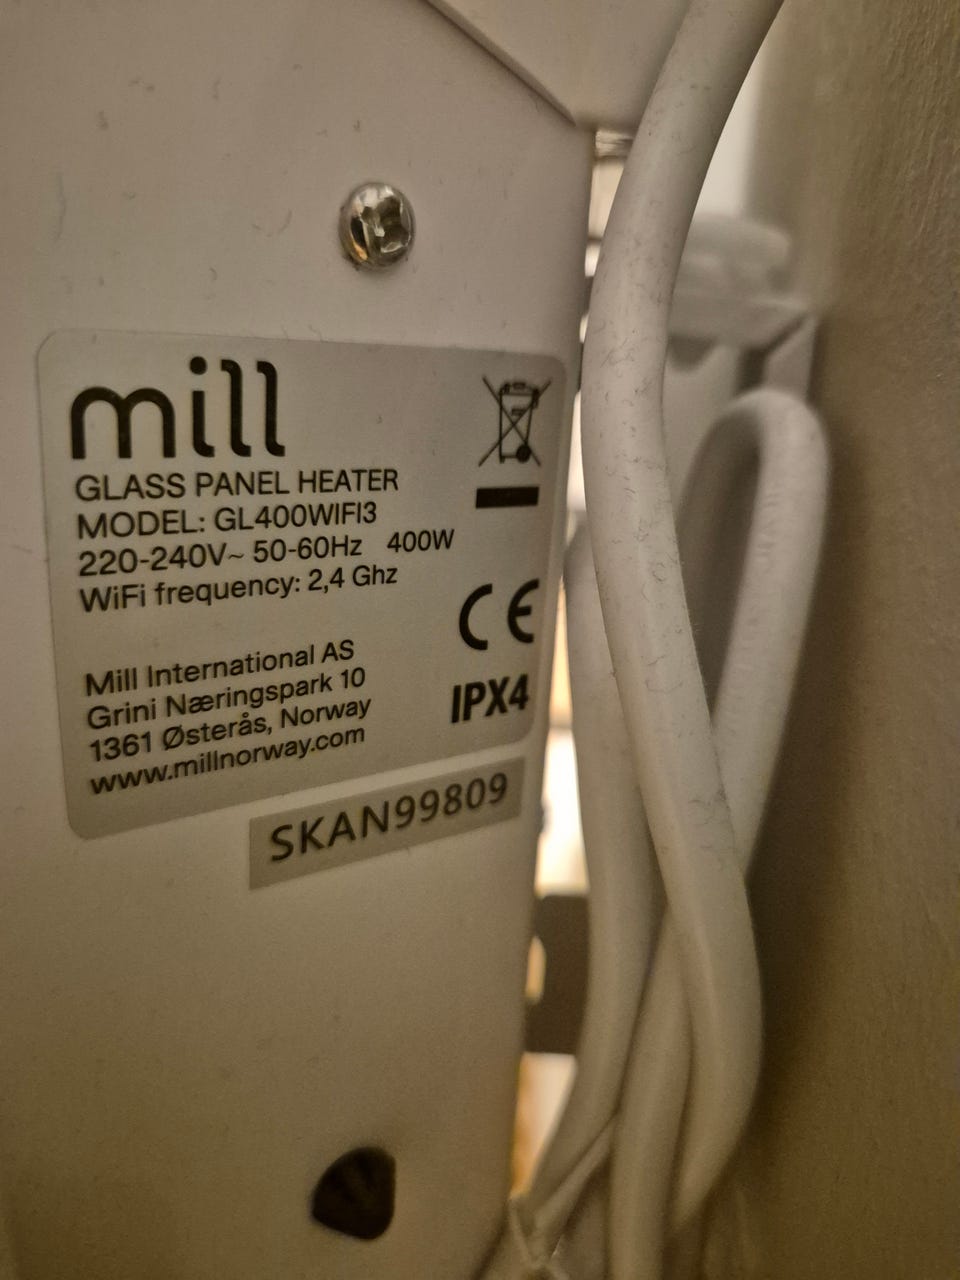 mill
GLASS PANEL HEATER
MODEL: GL400WIFI3
220-240V~ 50-60Hz 400W
WiFi frequency: 2,4 Ghz
CE
Mill International AS
Grini Næringspark 10
1361 Østerås, Norway
www.millnorway.com
IPX4
SKAN99809